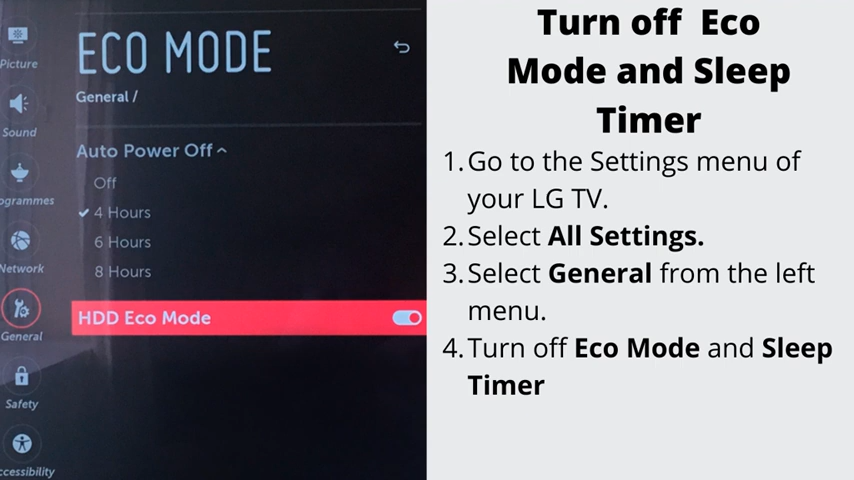 Picture
Sound
ogrammes
Network
General
Safety
ccessibility
ECO MODE
General /
Auto Power Off
Off
4 Hours
6 Hours
8 Hours
HDD Eco Mode
Turn off Eco
Mode and Sleep
Timer
1. Go to the Settings menu of
your LG TV.
2. Select All Settings.
3. Select General from the left
menu.
4. Turn off Eco Mode and Sleep
Timer